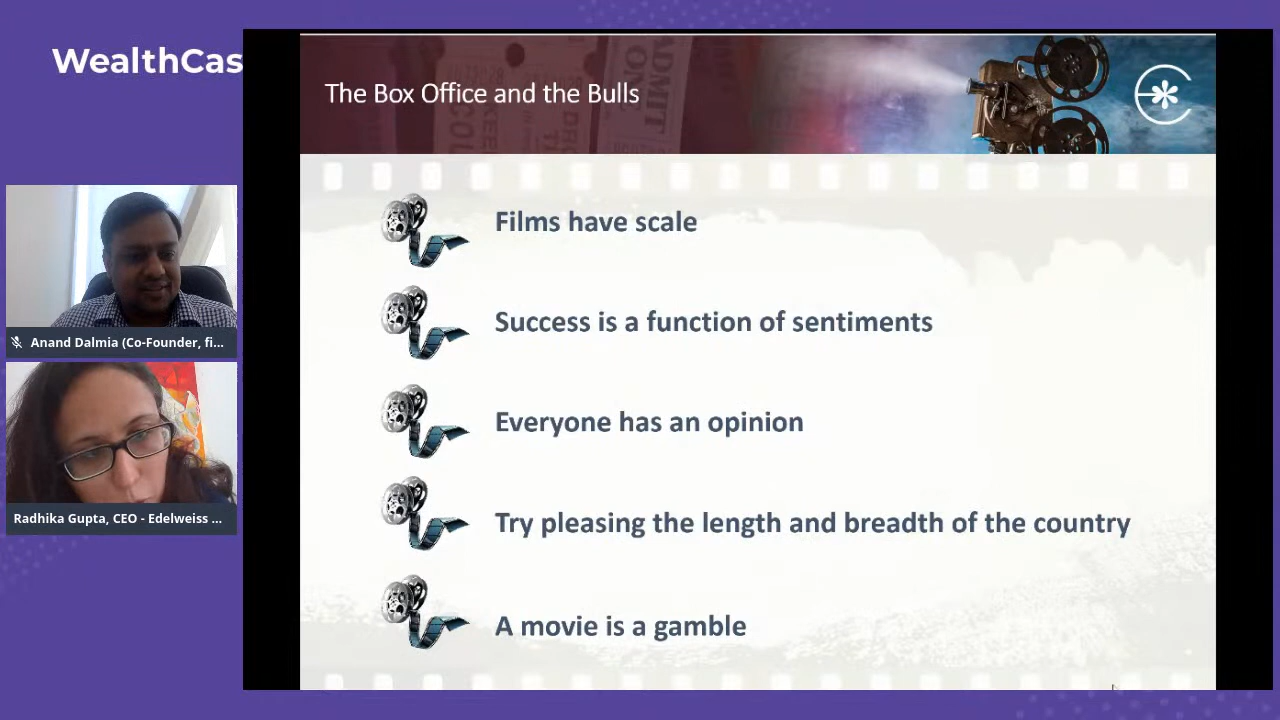 WealthCas
The Box Office and the Bulls
ADMIT
ON
Films have scale
Success is a function of sentiments
Everyone has an opinion
Try pleasing the length and breadth of the country
A movie is a gamble
Anand Dalmia (Co-Founder, fi...
Radhika Gupta, CEO - Edelweiss ...